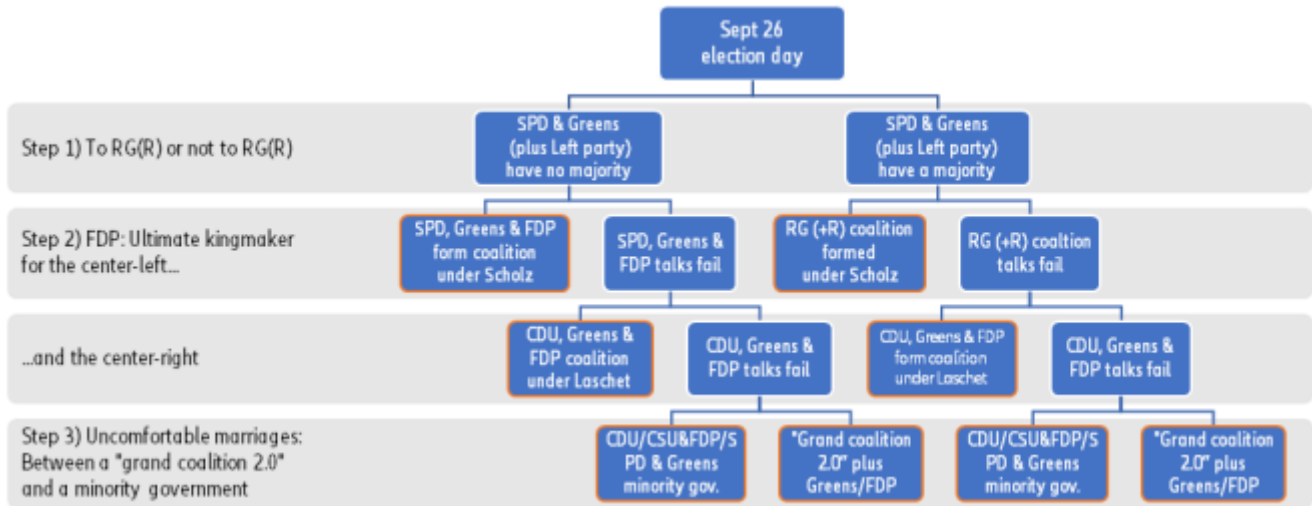 Sept 26
election day
Step 1) To RG(R) or not to RG(R)
SPD & Greens
(plus Left party)
have no majority
SPD & Greens
(plus Left party)
have a majority
Step 2) FDP: Ultimate kingmaker
for the center-left...
SPD, Greens & FDP
form coalition
under Scholz
SPD, Greens &
FDP talks fail
RG (+R) coalition
formed
under Scholz
RG (+R) coaltion
talks fail
...and the center-right
CDU, Greens &
FDP coalition
under Laschet
CDU, Greens &
FDP talks fail
CDU, Greens & FDP
form coalition
under Laschet
CDU, Greens &
FDP talks fail
Step 3) Uncomfortable marriages:
Between a "grand coalition 2.0"
and a minority government
CDU/CSU&FDP/S
PD & Greens
minority gov.
"Grand coalition
2.0" plus
Greens/FDP
CDU/CSU&FDP/S
PD & Greens
minority gov.
"Grand coalition
2.0" plus
Greens/FDP